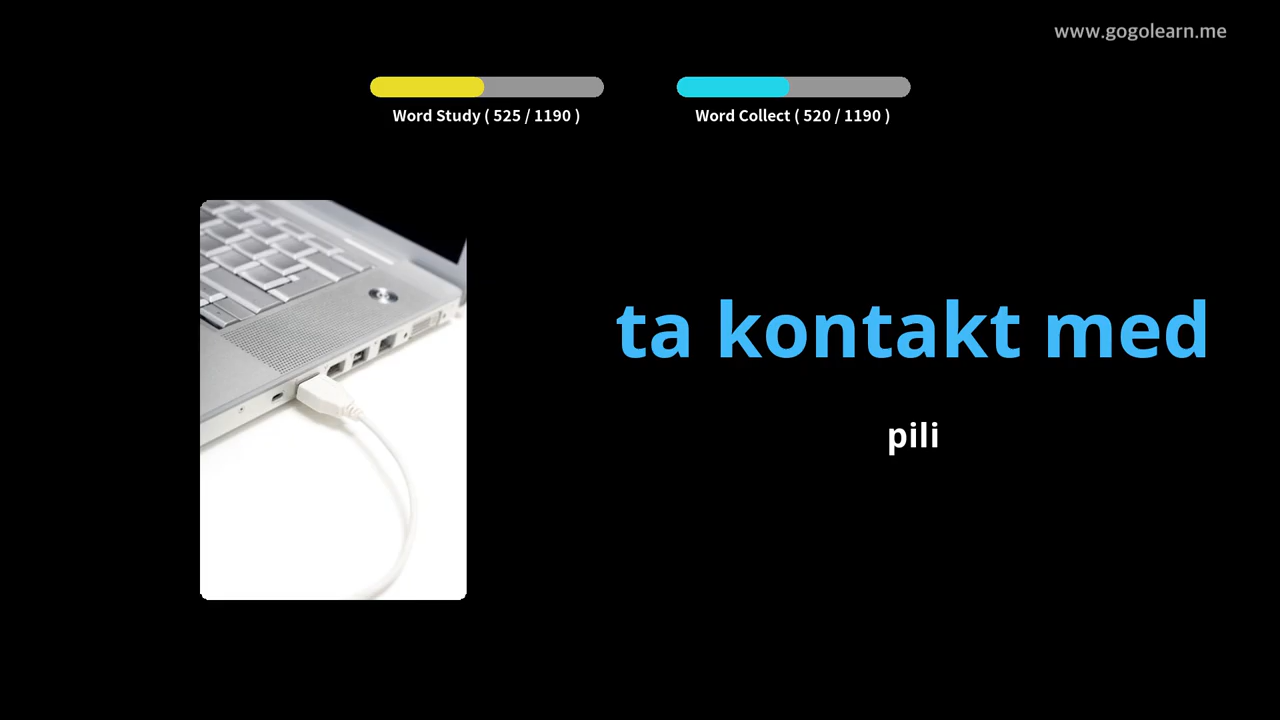 www.gogolearn.me
Word Study ( 525 / 1190 )
Word Collect ( 520 / 1190 )
ta kontakt med
pili